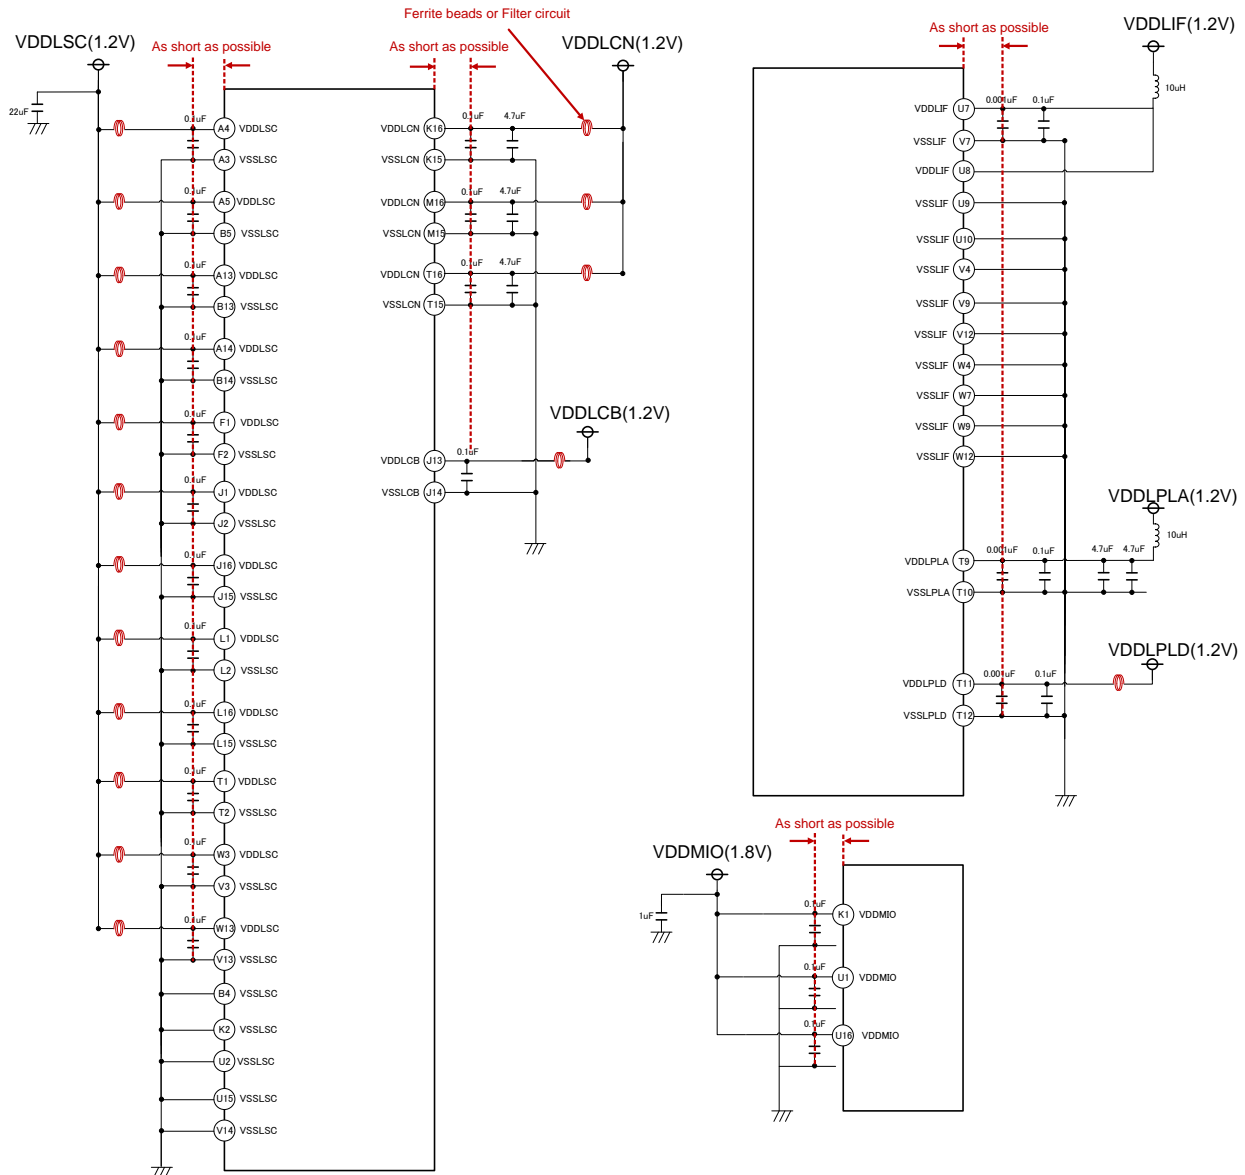 Ferrite beads or Filter circuit
VDDLSC(1.2V)
As short as possible
22uF
0.1uF
A4 VDDLSC
A3 VSSLSC
0.1uF
A5 VDDLSC
B5 VSSLSC
0.1uF
A13 VDDLSC
B13 VSSLSC
0.1uF
A14 VDDLSC
B14 VSSLSC
0.1uF
F1 VDDLSC
F2 VSSLSC
0.1uF
J1 VDDLSC
J2 VSSLSC
0.1uF
J16 VDDLSC
J15 VSSLSC
0.1uF
L1 VDDLSC
L2 VSSLSC
0.1uF
L16 VDDLSC
L15 VSSLSC
0.1uF
T1 VDDLSC
T2 VSSLSC
0.1uF
W3 VDDLSC
V3 VSSLSC
0.1uF
W13 VDDLSC
V13 VSSLSC
B4 VSSLSC
K2 VSSLSC
U2 VSSLSC
U15 VSSLSC
V14 VSSLSC
As short as possible
VDDLCN(1.2V)
0.1uF 4.7uF
VDDLCN K16
VSSLCN K15
0.1uF 4.7uF
VDDLCN M16
VSSLCN M15
0.1uF 4.7uF
VDDLCN T16
VSSLCN T15
VDDLCB(1.2V)
0.1uF
VDDLCB J13
VSSLCB J14
As short as possible
VDDLIF(1.2V)
10uH
0.001uF 0.1uF
VDDLIF U7
VSSLIF V7
VDDLIF U8
VSSLIF U9
VSSLIF U10
VSSLIF V4
VSSLIF V9
VSSLIF V12
VSSLIF W4
VSSLIF W7
VSSLIF W9
VSSLIF W12
VDDLPLA(1.2V)
10uH
0.001uF 0.1uF 4.7uF 4.7uF
VDDLPLA T9
VSSLPLA T10
VDDLPLD(1.2V)
0.001uF 0.1uF
VDDLPLD T11
VSSLPLD T12
As short as possible
VDDMIO(1.8V)
1uF
0.1uF
K1 VDDMIO
0.1uF
U1 VDDMIO
0.1uF
U16 VDDMIO